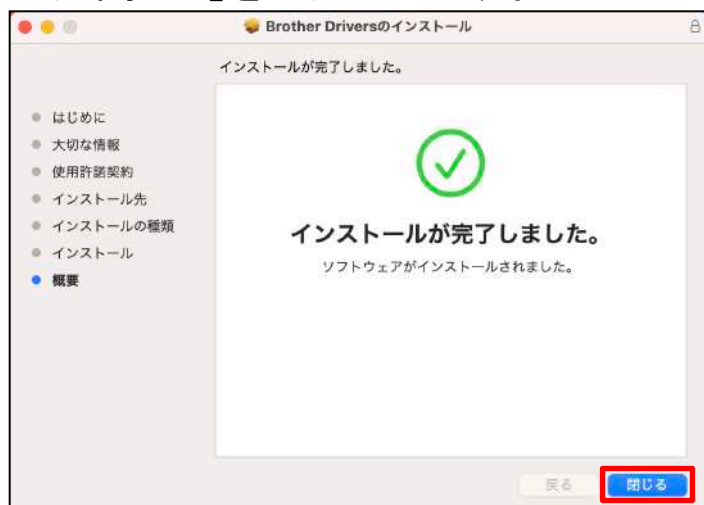 Brother Driversのインストール
インストールが完了しました。
はじめに
大切な情報
使用許諾契約
インストール先
インストールの種類
インストール
概要
インストールが完了しました。
ソフトウェアがインストールされました。
戻る
閉じる